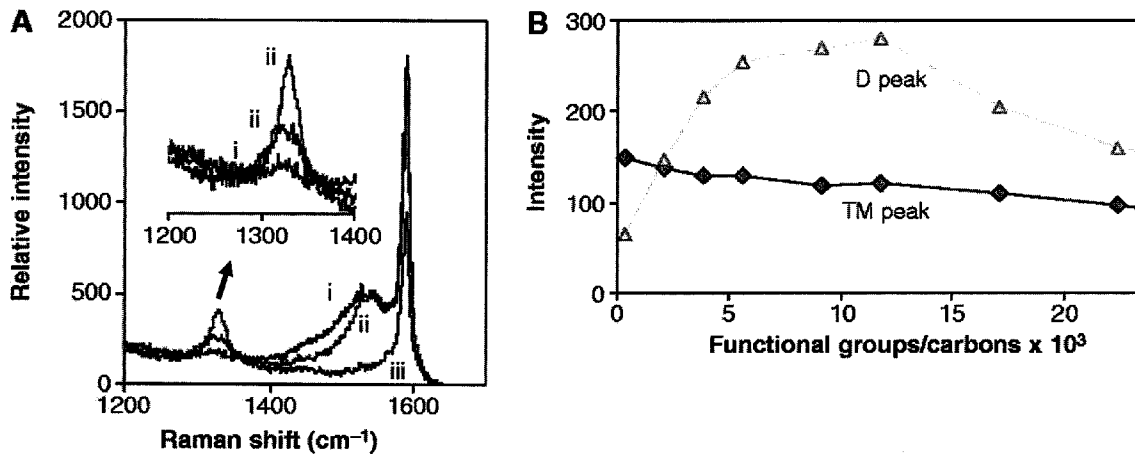 A
2000
1500
1000
500
0
1200
1400
1600
Relative intensity
Raman shift (cm⁻¹)
ii
ii
i
1200
1300
1400
i
ii
iii
B
300
200
100
0
Intensity
D peak
TM peak
0
5
10
15
20
Functional groups/carbons x 10³